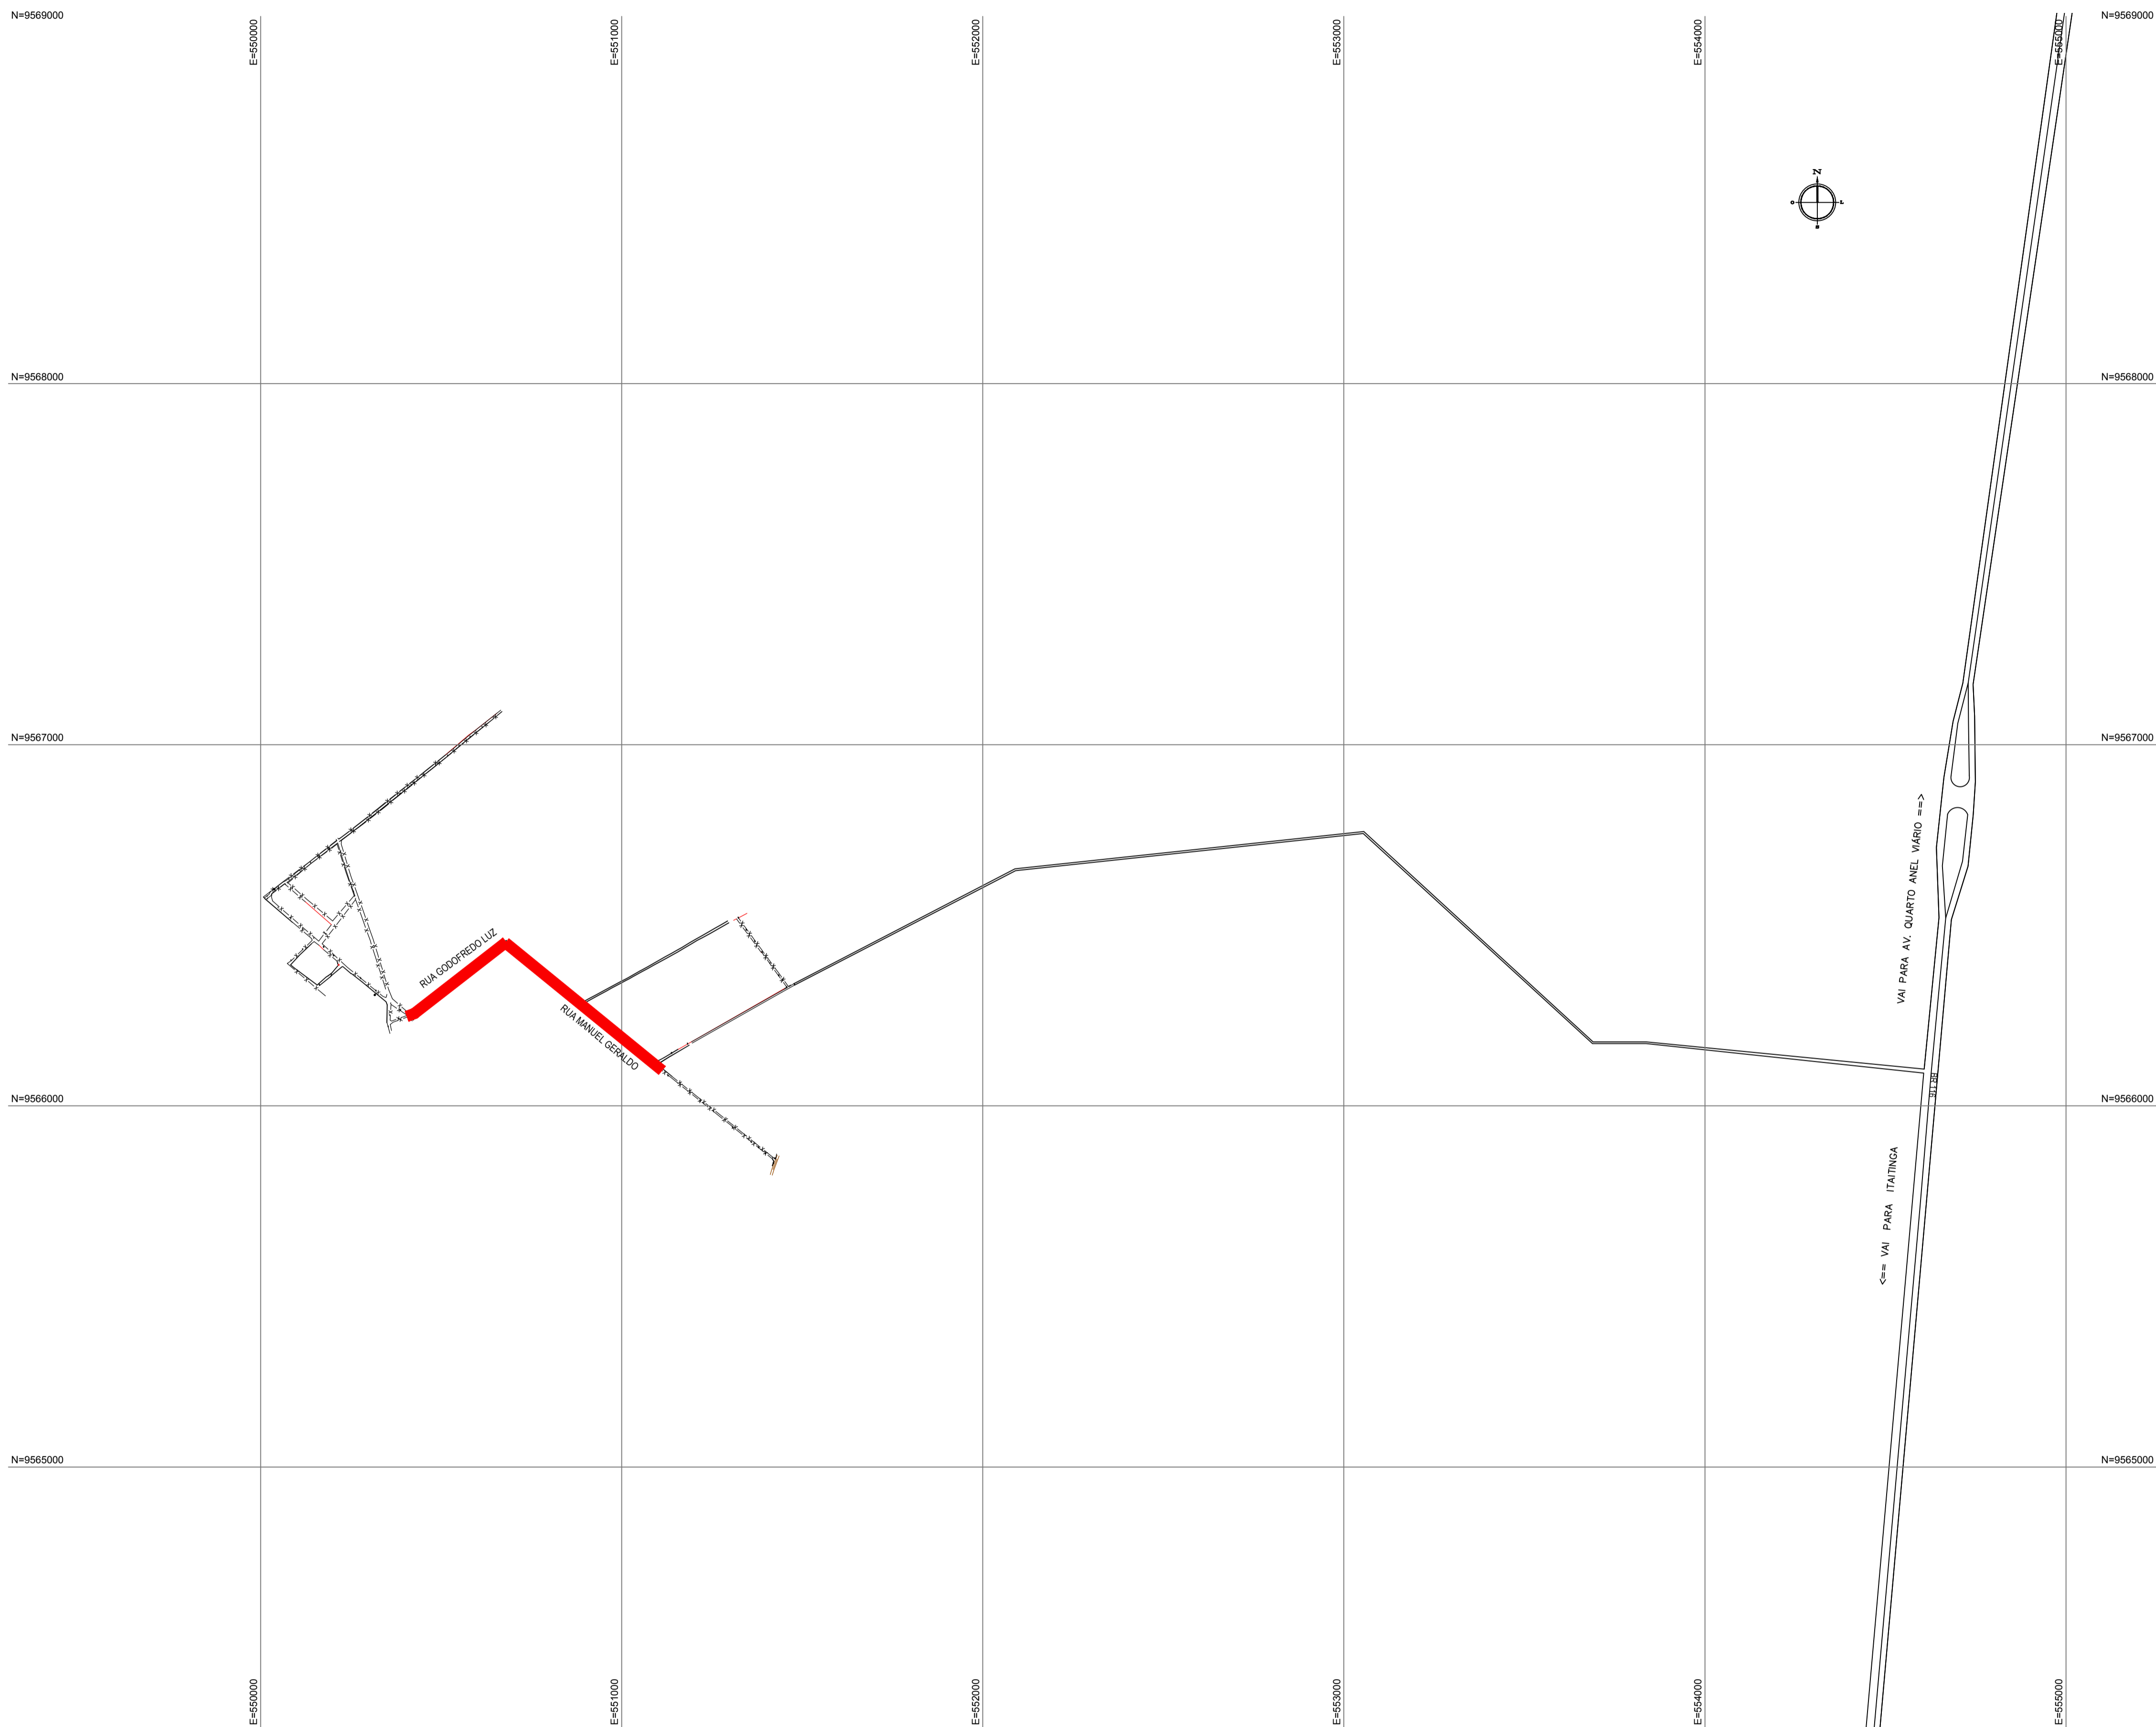 N=9569000
N=9569000
E=550000
E=551000
E=552000
E=553000
E=554000
E=555000
N
O
L
S
N=9568000
N=9568000
N=9567000
N=9567000
VAI PARA AV. QUARTO ANEL VIÁRIO ==>
RUA GODOFREDO LUZ
RUA MANUEL GERALDO
BR 116
N=9566000
N=9566000
<== VAI PARA ITAITINGA
N=9565000
N=9565000
E=550000
E=551000
E=552000
E=553000
E=554000
E=555000